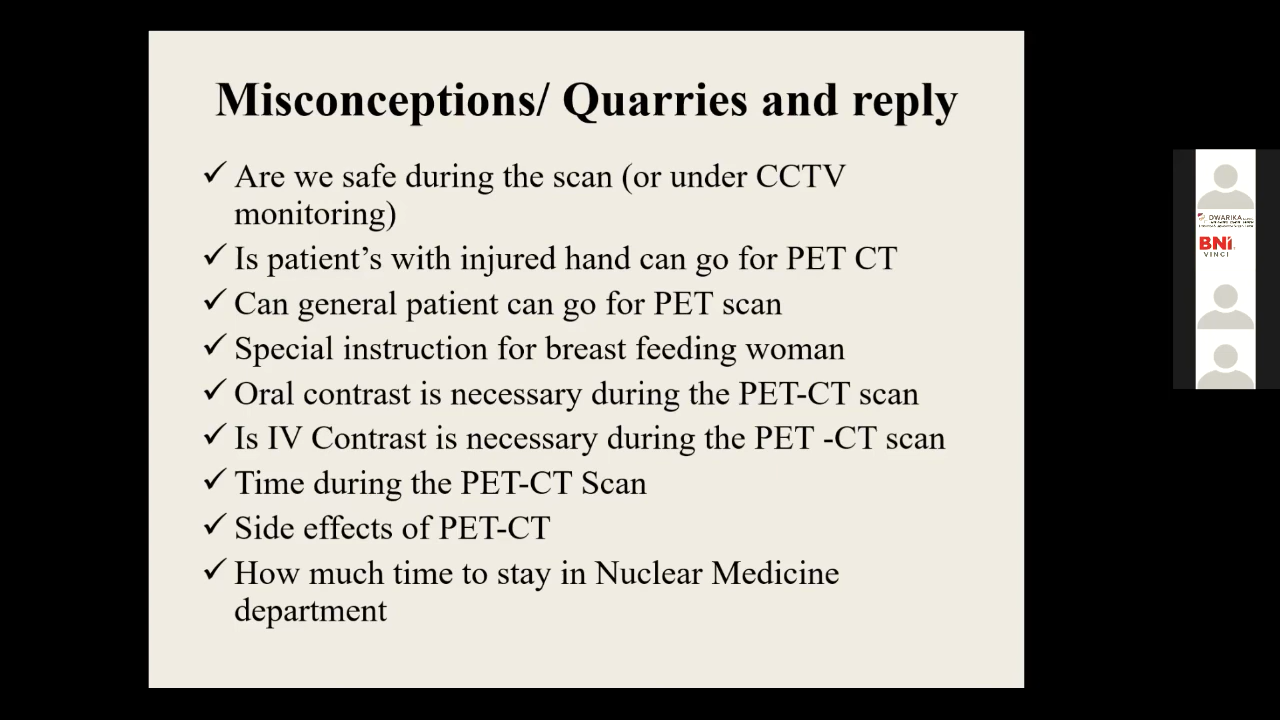 Misconceptions/ Quarries and reply
✓ Are we safe during the scan (or under CCTV
monitoring)
✓ Is patient’s with injured hand can go for PET CT
✓ Can general patient can go for PET scan
✓ Special instruction for breast feeding woman
✓ Oral contrast is necessary during the PET-CT scan
✓ Is IV Contrast is necessary during the PET -CT scan
✓ Time during the PET-CT Scan
✓ Side effects of PET-CT
✓ How much time to stay in Nuclear Medicine
department
DWARIKA
BNI
VINCI